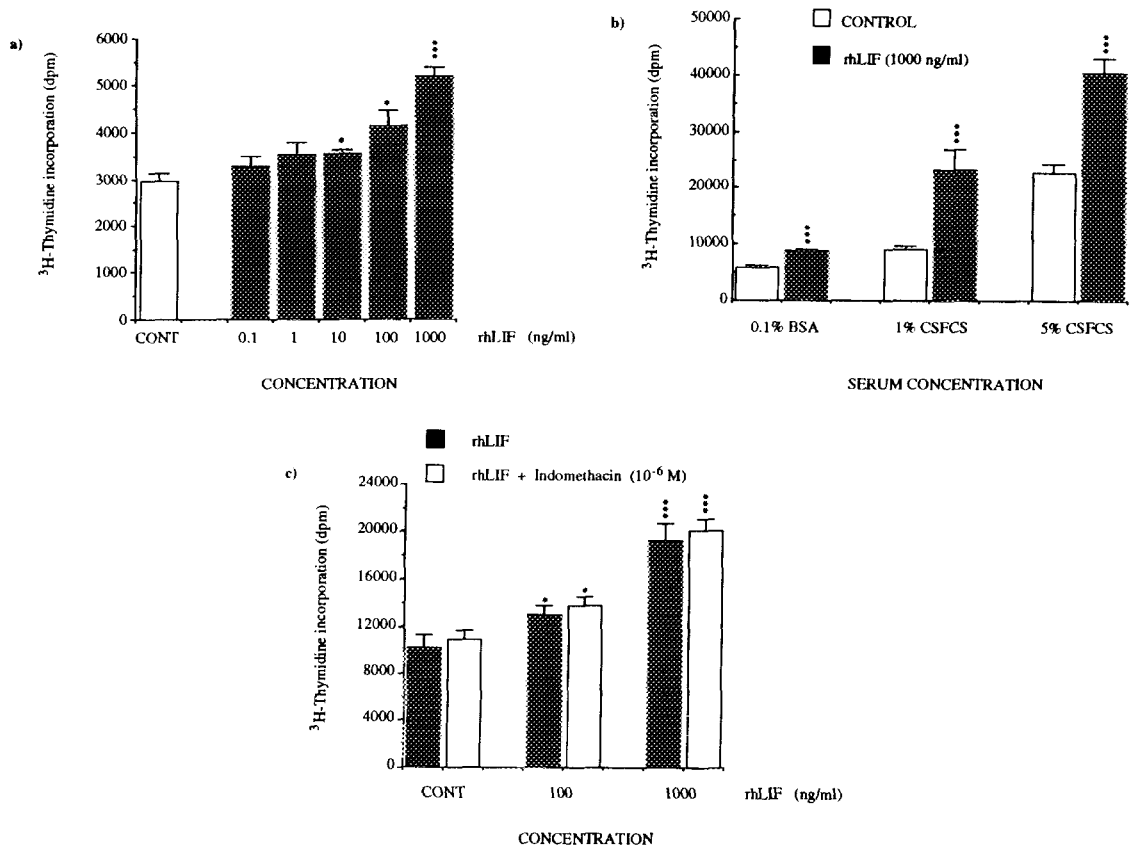 a)
³H-Thymidine incorporation (dpm)
6000
5000
4000
3000
2000
1000
0
CONT 0.1 1 10 100 1000 rhLIF (ng/ml)
CONCENTRATION
b)
CONTROL
rhLIF (1000 ng/ml)
³H-Thymidine incorporation (dpm)
50000
40000
30000
20000
10000
0
0.1% BSA 1% CSFCS 5% CSFCS
SERUM CONCENTRATION
c)
rhLIF
rhLIF + Indomethacin (10⁻⁶ M)
³H-Thymidine incorporation (dpm)
24000
20000
16000
12000
8000
4000
0
CONT 100 1000 rhLIF (ng/ml)
CONCENTRATION